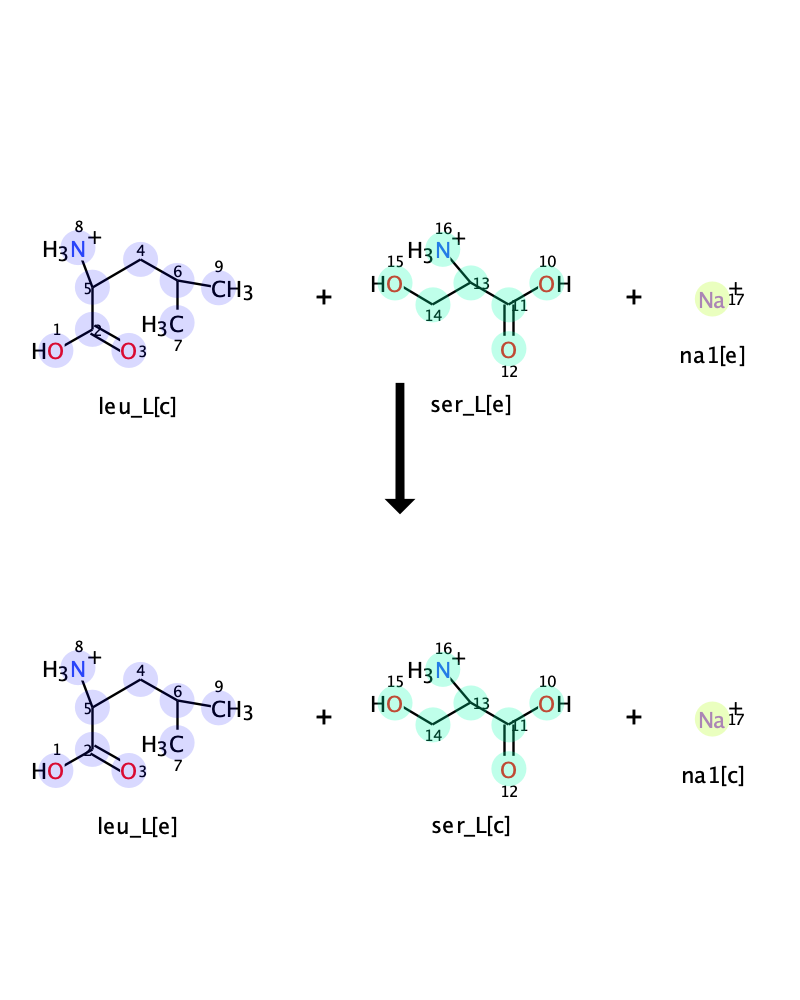 8 H3N+ 4 5 6 9 CH3 H3C 7 1 HO 2 O 3
+
16 H3N+ 15 HO 14 13 10 OH 11 O 12
+
Na+ 17
leu_L[c]
ser_L[e]
na1[e]
8 H3N+ 4 5 6 9 CH3 H3C 7 1 HO 2 O 3
+
16 H3N+ 15 HO 14 13 10 OH 11 O 12
+
Na+ 17
leu_L[e]
ser_L[c]
na1[c]